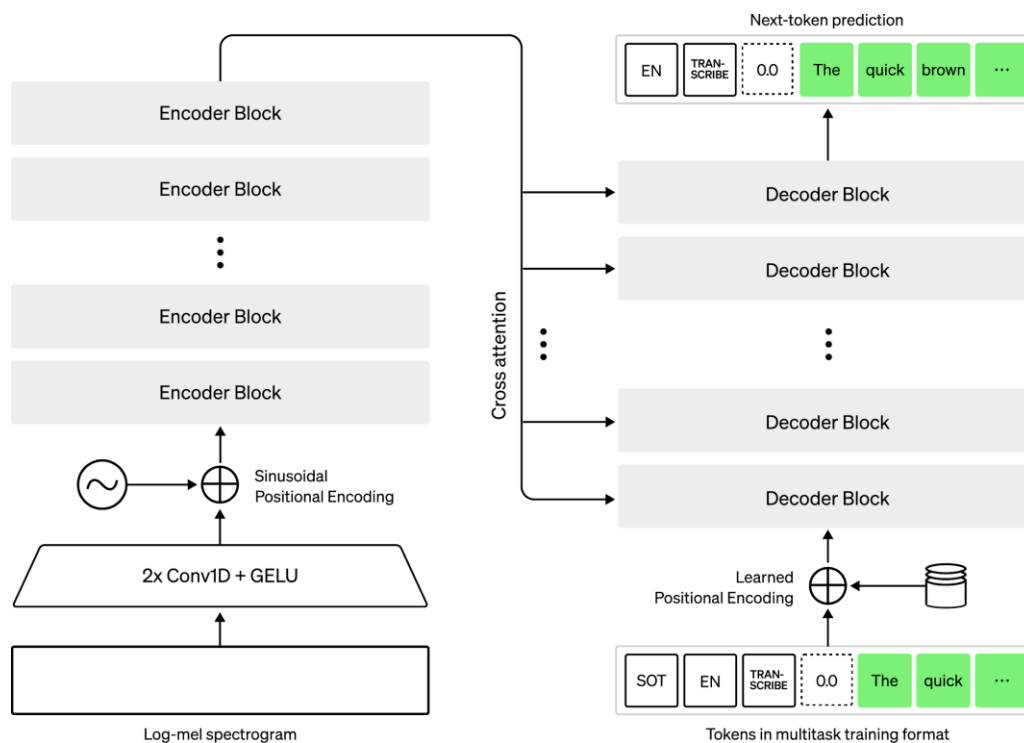 Next-token prediction
EN
TRAN-
SCRIBE
0.0
The
quick
brown
...
Encoder Block
Encoder Block
Encoder Block
Encoder Block
Sinusoidal
Positional Encoding
2x Conv1D + GELU
Log-mel spectrogram
Cross attention
Decoder Block
Decoder Block
Decoder Block
Decoder Block
Learned
Positional Encoding
SOT
EN
TRAN-
SCRIBE
0.0
The
quick
...
Tokens in multitask training format